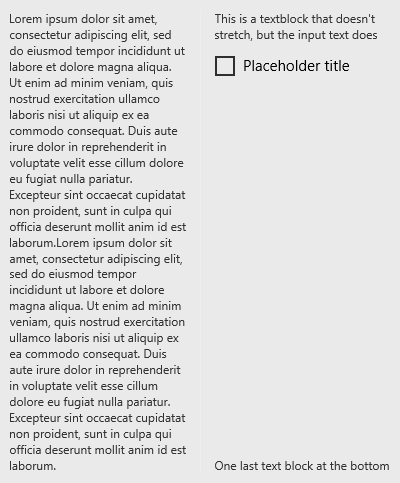 Lorem ipsum dolor sit amet,
consectetur adipiscing elit, sed
do eiusmod tempor incididunt ut
labore et dolore magna aliqua.
Ut enim ad minim veniam, quis
nostrud exercitation ullamco
laboris nisi ut aliquip ex ea
commodo consequat. Duis aute
irure dolor in reprehenderit in
voluptate velit esse cillum dolore
eu fugiat nulla pariatur.
Excepteur sint occaecat cupidatat
non proident, sunt in culpa qui
officia deserunt mollit anim id est
laborum.Lorem ipsum dolor sit
amet, consectetur adipiscing elit,
sed do eiusmod tempor
incididunt ut labore et dolore
magna aliqua. Ut enim ad minim
veniam, quis nostrud exercitation
ullamco laboris nisi ut aliquip ex
ea commodo consequat. Duis
aute irure dolor in reprehenderit
in voluptate velit esse cillum
dolore eu fugiat nulla pariatur.
Excepteur sint occaecat cupidatat
non proident, sunt in culpa qui
officia deserunt mollit anim id est
laborum.
This is a textblock that doesn't
stretch, but the input text does
Placeholder title
One last text block at the bottom